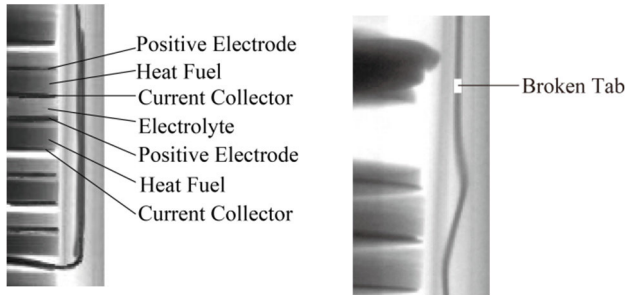 Positive Electrode
Heat Fuel
Current Collector
Electrolyte
Positive Electrode
Heat Fuel
Current Collector
Broken Tab